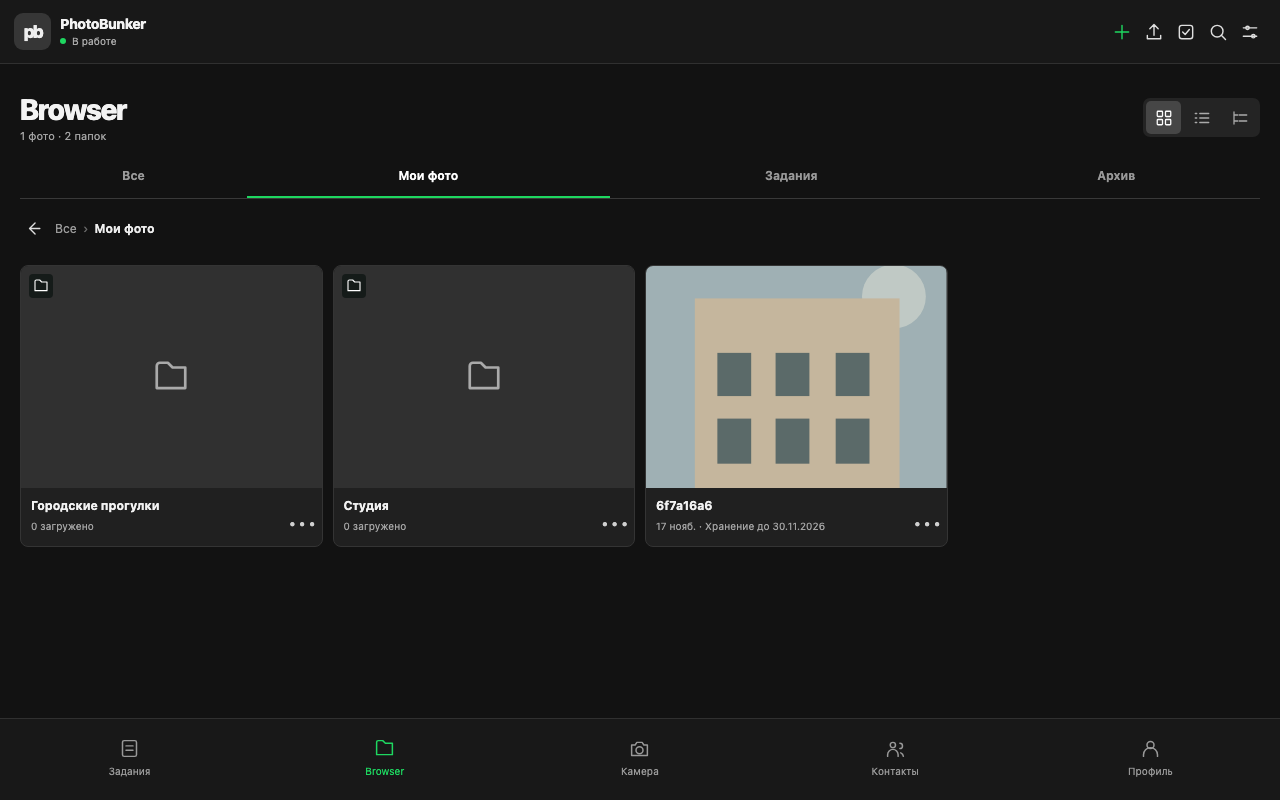 pb
PhotoBunker
В работе
Browser
1 фото · 2 папок
Все
Мои фото
Задания
Архив
Все › Мои фото
Городские прогулки
0 загружено
Студия
0 загружено
6f7a16a6
17 нояб. · Хранение до 30.11.2026
Задания
Browser
Камера
Контакты
Профиль